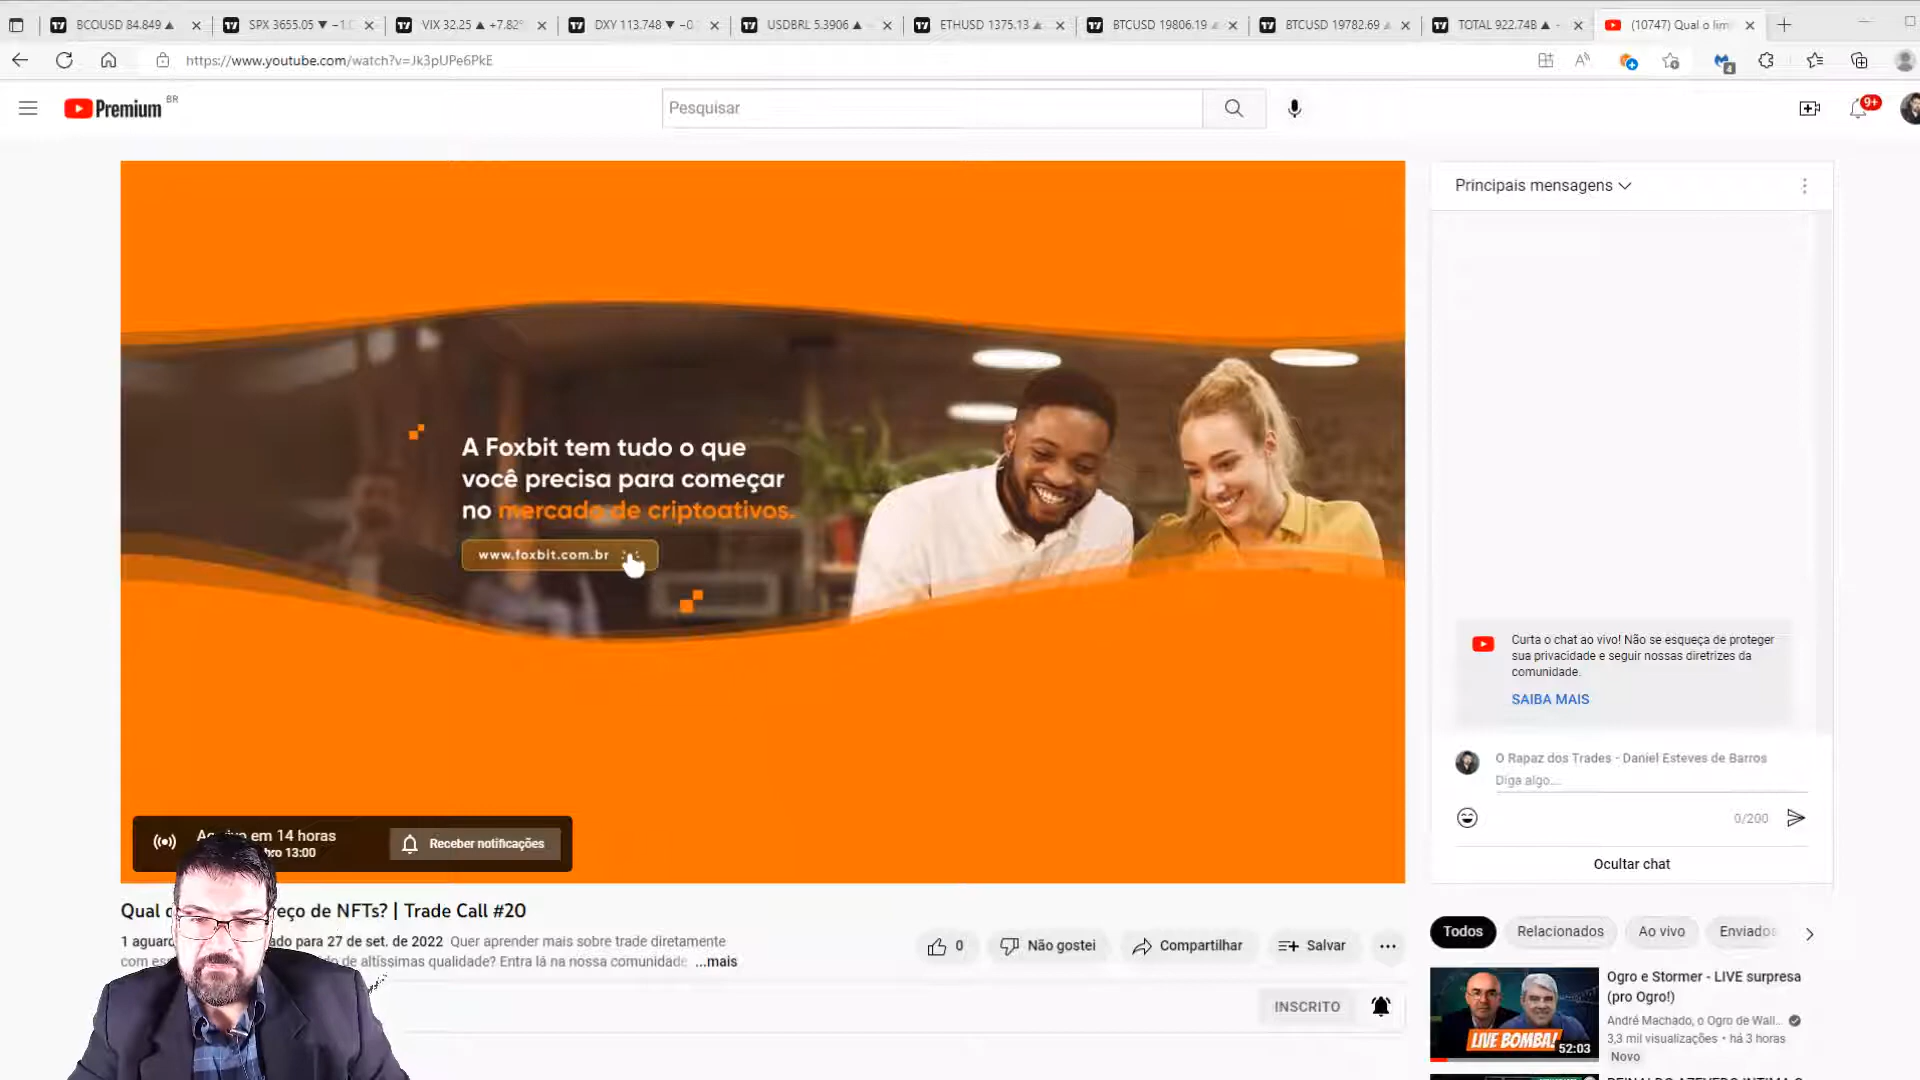 BCOUSD 84.849 ▲
SPX 3655.05 ▼ −1.
VIX 32.25 ▲ +7.82
DXY 113.748 ▼ −0.
USDBRL 5.3906 ▲
ETHUSD 1375.13
BTCUSD 19806.19
BTCUSD 19782.69
TOTAL 922.74B ▲
(10747) Qual o lim
https://www.youtube.com/watch?v=Jk3pUPe6PkE
4
Premium BR
Pesquisar
9+
A Foxbit tem tudo o que
você precisa para começar
no mercado de criptoativos.
www.foxbit.com.br
em 14 horas
13:00
Receber notificações
Principais mensagens
Curta o chat ao vivo! Não se esqueça de proteger
sua privacidade e seguir nossas diretrizes da
comunidade.
SAIBA MAIS
O Rapaz dos Trades - Daniel Esteves de Barros
Diga algo...
0/200
Ocultar chat
Qual eço de NFTs? | Trade Call #20
1 aguar ado para 27 de set. de 2022 Quer aprender mais sobre trade diretamente
com es do de altíssimas qualidade? Entra lá na nossa comunidade ...mais
0
Não gostei
Compartilhar
Salvar
INSCRITO
Todos
Relacionados
Ao vivo
Enviados
Ogro e Stormer - LIVE surpresa
(pro Ogro!)
André Machado, o Ogro de Wall...
3,3 mil visualizações • há 3 horas
Novo
LIVE BOMBA!
52:03